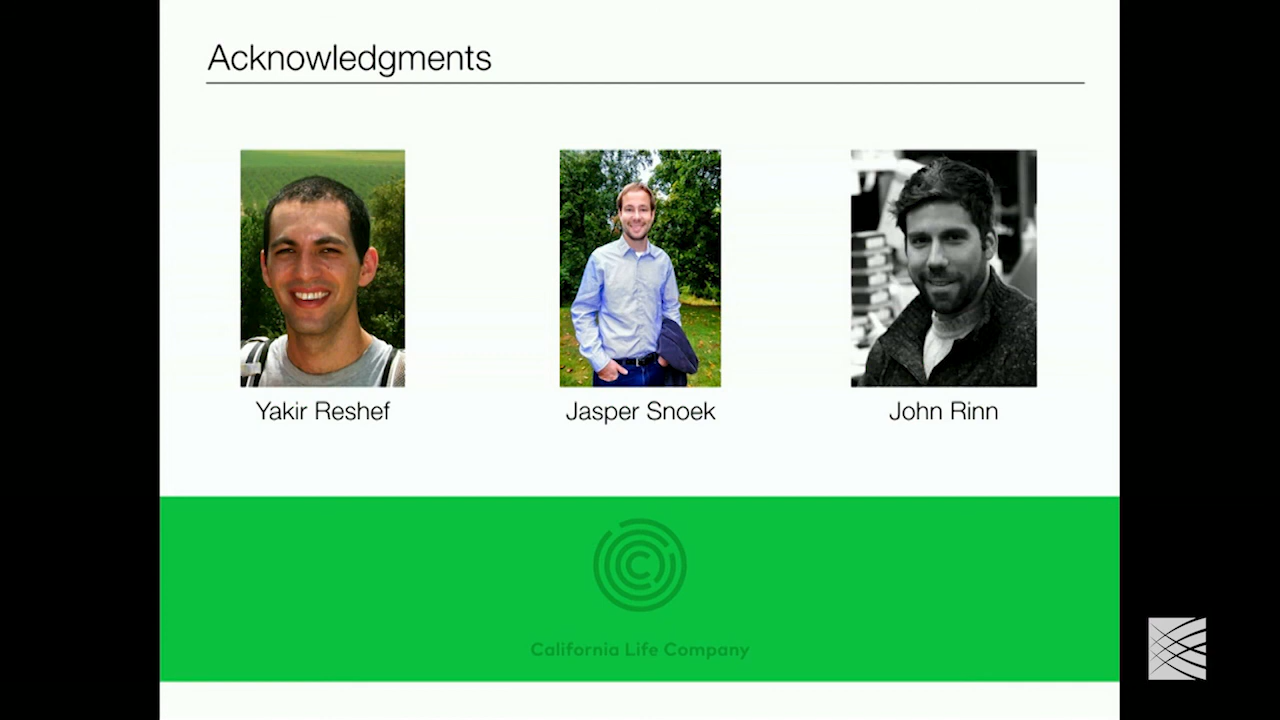 Acknowledgments
Yakir Reshef
Jasper Snoek
John Rinn
California Life Company